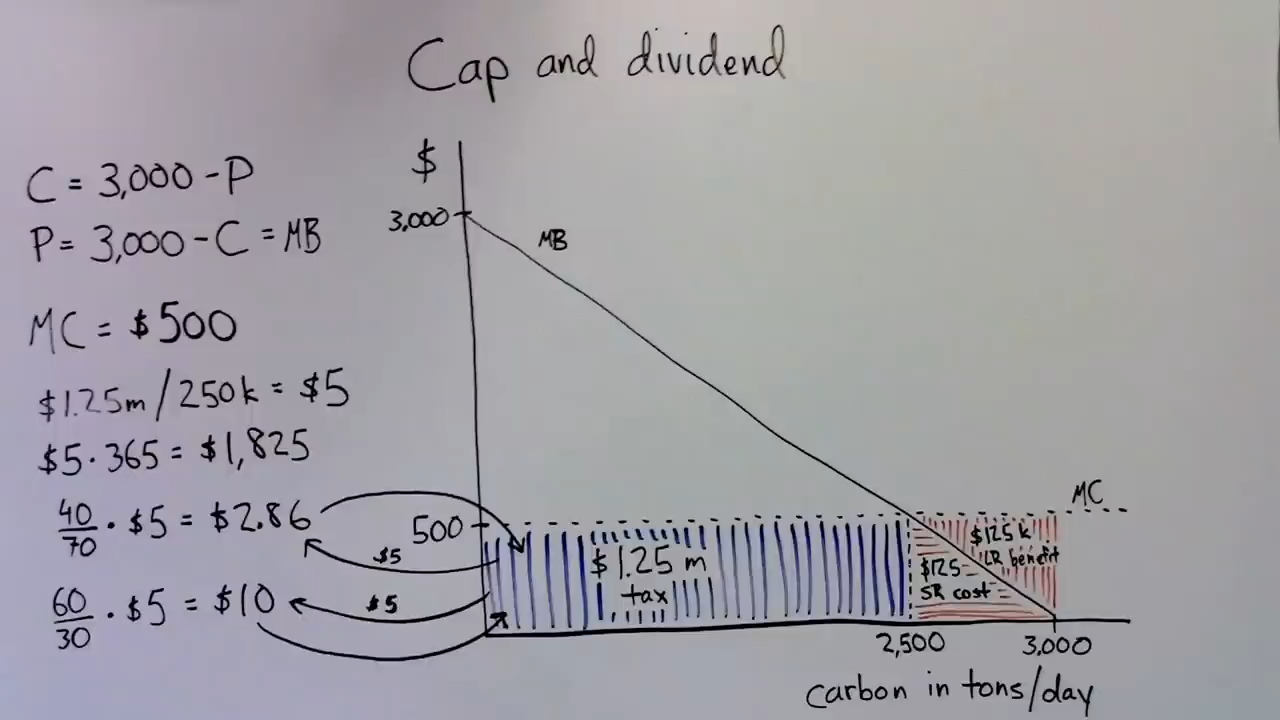 Cap and dividend
C = 3,000 - P
P = 3,000 - C = MB
MC = $500
$1.25m / 250k = $5
$5 · 365 = $1,825
40/70 · $5 = $2.86
60/30 · $5 = $10
$5
$5
$
3,000
MB
500
MC
$1.25 m
tax
$125 k
LR benefit
$125
SR cost
2,500
3,000
carbon in tons/day